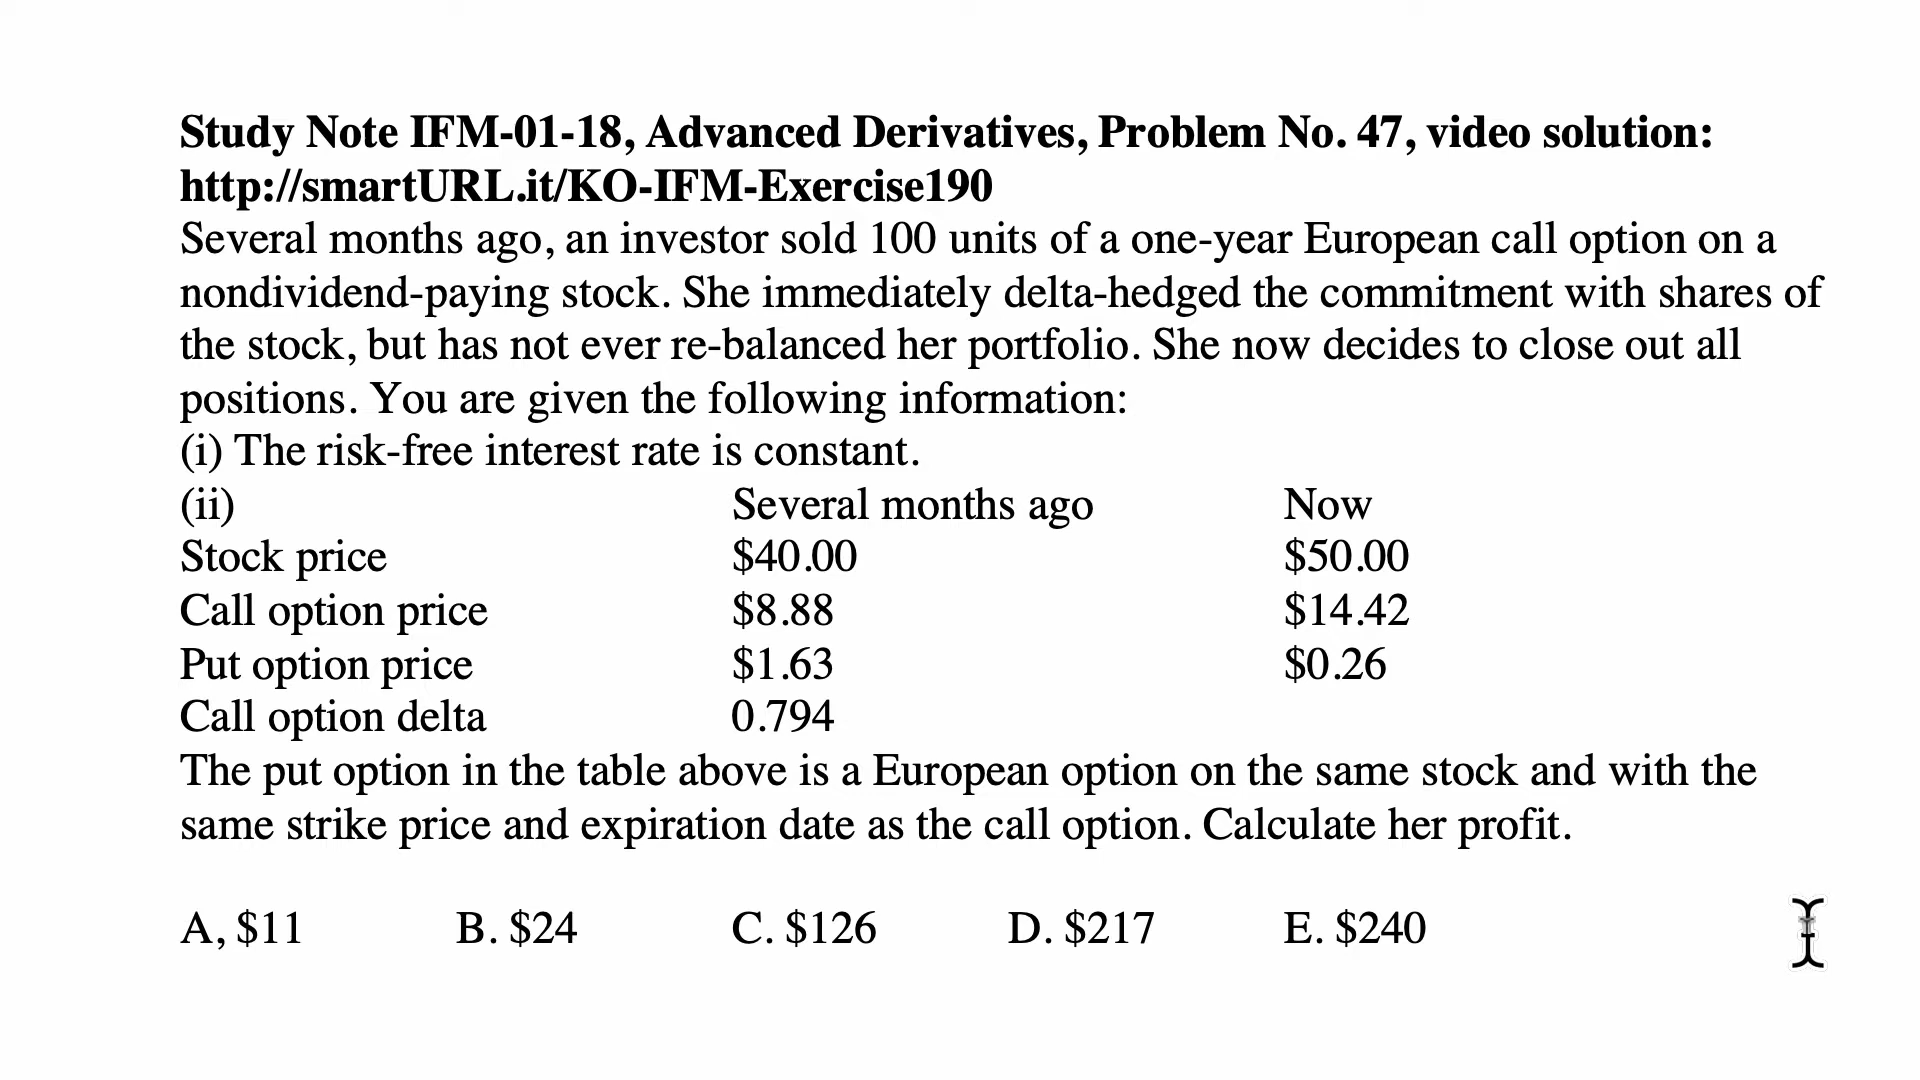 Study Note IFM-01-18, Advanced Derivatives, Problem No. 47, video solution:
http://smartURL.it/KO-IFM-Exercise190
Several months ago, an investor sold 100 units of a one-year European call option on a
nondividend-paying stock. She immediately delta-hedged the commitment with shares of
the stock, but has not ever re-balanced her portfolio. She now decides to close out all
positions. You are given the following information:
(i) The risk-free interest rate is constant.
(ii) Several months ago Now
Stock price $40.00 $50.00
Call option price $8.88 $14.42
Put option price $1.63 $0.26
Call option delta 0.794
The put option in the table above is a European option on the same stock and with the
same strike price and expiration date as the call option. Calculate her profit.
A, $11 B. $24 C. $126 D. $217 E. $240